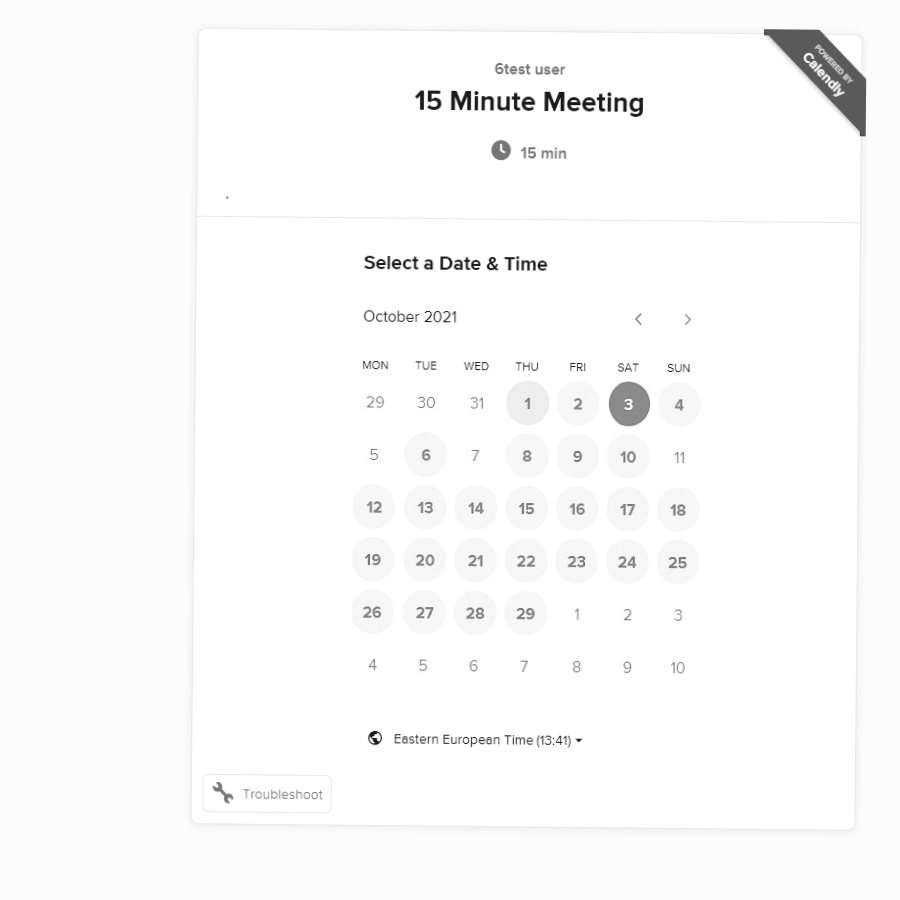 POWERED BY
Calendly
6test user
15 Minute Meeting
15 min
Select a Date & Time
October 2021
MON TUE WED THU FRI SAT SUN
29 30 31 1 2 3 4
5 6 7 8 9 10 11
12 13 14 15 16 17 18
19 20 21 22 23 24 25
26 27 28 29 1 2 3
4 5 6 7 8 9 10
Eastern European Time (13:41)
Troubleshoot